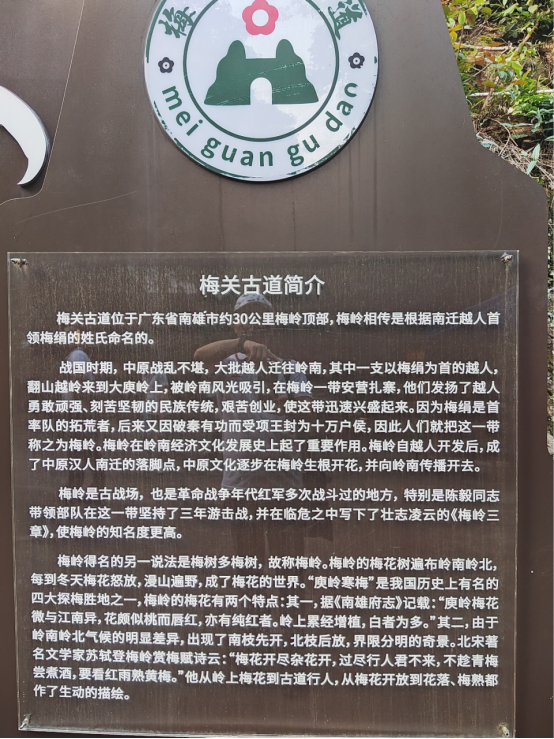 梅 道
mei guan gu dao
梅关古道简介
梅关古道位于广东省南雄市约30公里梅岭顶部，梅岭相传是根据南迁越人首
领梅绢的姓氏命名的。
战国时期，中原战乱不堪，大批越人迁往岭南，其中一支以梅绢为首的越人，
翻山越岭来到大庾岭上，被岭南风光吸引，在梅岭一带安营扎寨，他们发扬了越人
勇敢顽强、刻苦坚韧的民族传统，艰苦创业，使这带迅速兴盛起来。因为梅绢是首
率队的拓荒者，后来又因破秦有功而受项王封为十万户侯，因此人们就把这一带
称之为梅岭。梅岭在岭南经济文化发展史上起了重要作用。梅岭自越人开发后，成
了中原汉人南迁的落脚点，中原文化逐步在梅岭生根开花，并向岭南传播开去。
梅岭是古战场，也是革命战争年代红军多次战斗过的地方，特别是陈毅同志
带领部队在这一带坚持了三年游击战，并在临危之中写下了壮志凌云的《梅岭三
章》，使梅岭的知名度更高。
梅岭得名的另一说法是梅树多梅树，故称梅岭。梅岭的梅花树遍布岭南岭北，
每到冬天梅花怒放，漫山遍野，成了梅花的世界。“庾岭寒梅”是我国历史上有名的
四大探梅胜地之一，梅岭的梅花有两个特点：其一，据《南雄府志》记载：“庾岭梅花
微与江南异，花颇似桃而唇红，亦有纯红者。岭上累经增植，白者为多。”其二，由于
岭南岭北气候的明显差异，出现了南枝先开，北枝后放，界限分明的奇景。北宋著
名文学家苏轼登梅岭赏梅赋诗云：“梅花开尽杂花开，过尽行人君不来，不趁青梅
尝煮酒，要看红雨熟黄梅。”他从岭上梅花到古道行人，从梅花开放到花落、梅熟都
作了生动的描绘。